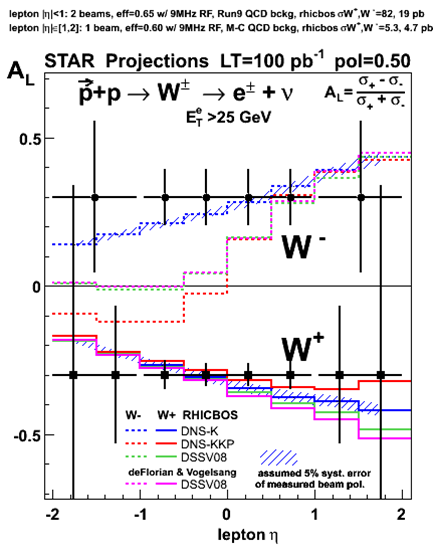 lepton |η|<1: 2 beams, eff=0.65 w/ 9MHz RF, Run9 QCD bckg, rhicbos σW⁺,W⁻=82, 19 pb
lepton |η|∈[1,2]: 1 beam, eff=0.60 w/ 9MHz RF, M-C QCD bckg, rhicbos σW⁺,W⁻=5.3, 4.7 pb
STAR Projections LT=100 pb⁻¹ pol=0.50
A_L
p⃗+p → W± → e± + ν
A_L= σ₊ - σ₋ / σ₊ + σ₋
E_T^e >25 GeV
0.5
W⁻
0
W⁺
W- W+ RHICBOS
DNS-K
DNS-KKP
DSSV08
deFlorian & Vogelsang
DSSV08
assumed 5% syst. error
of measured beam pol.
-0.5
-2 -1 0 1 2
lepton η